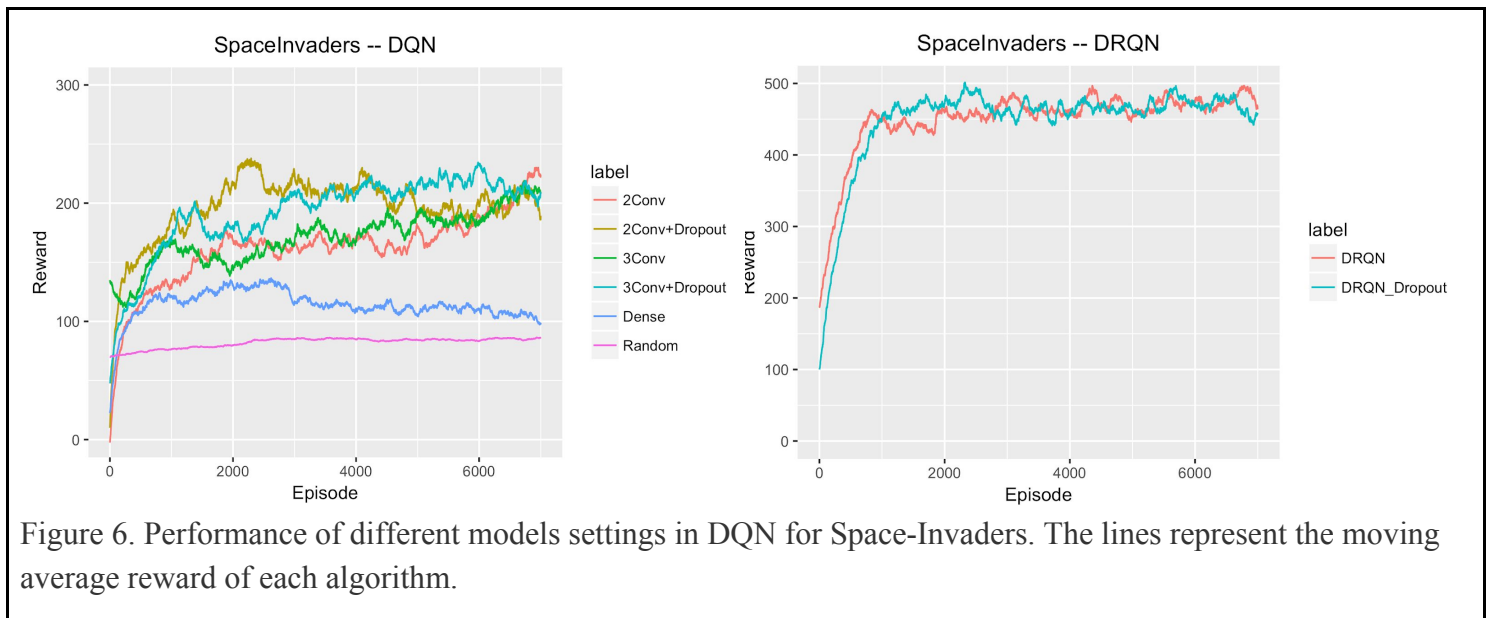 SpaceInvaders -- DQN
300
200
100
0
Reward
0
2000
4000
6000
Episode
label
2Conv
2Conv+Dropout
3Conv
3Conv+Dropout
Dense
Random
SpaceInvaders -- DRQN
500
400
300
200
100
0
Reward
0
2000
4000
6000
Episode
label
DRQN
DRQN_Dropout
Figure 6. Performance of different models settings in DQN for Space-Invaders. The lines represent the moving
average reward of each algorithm.